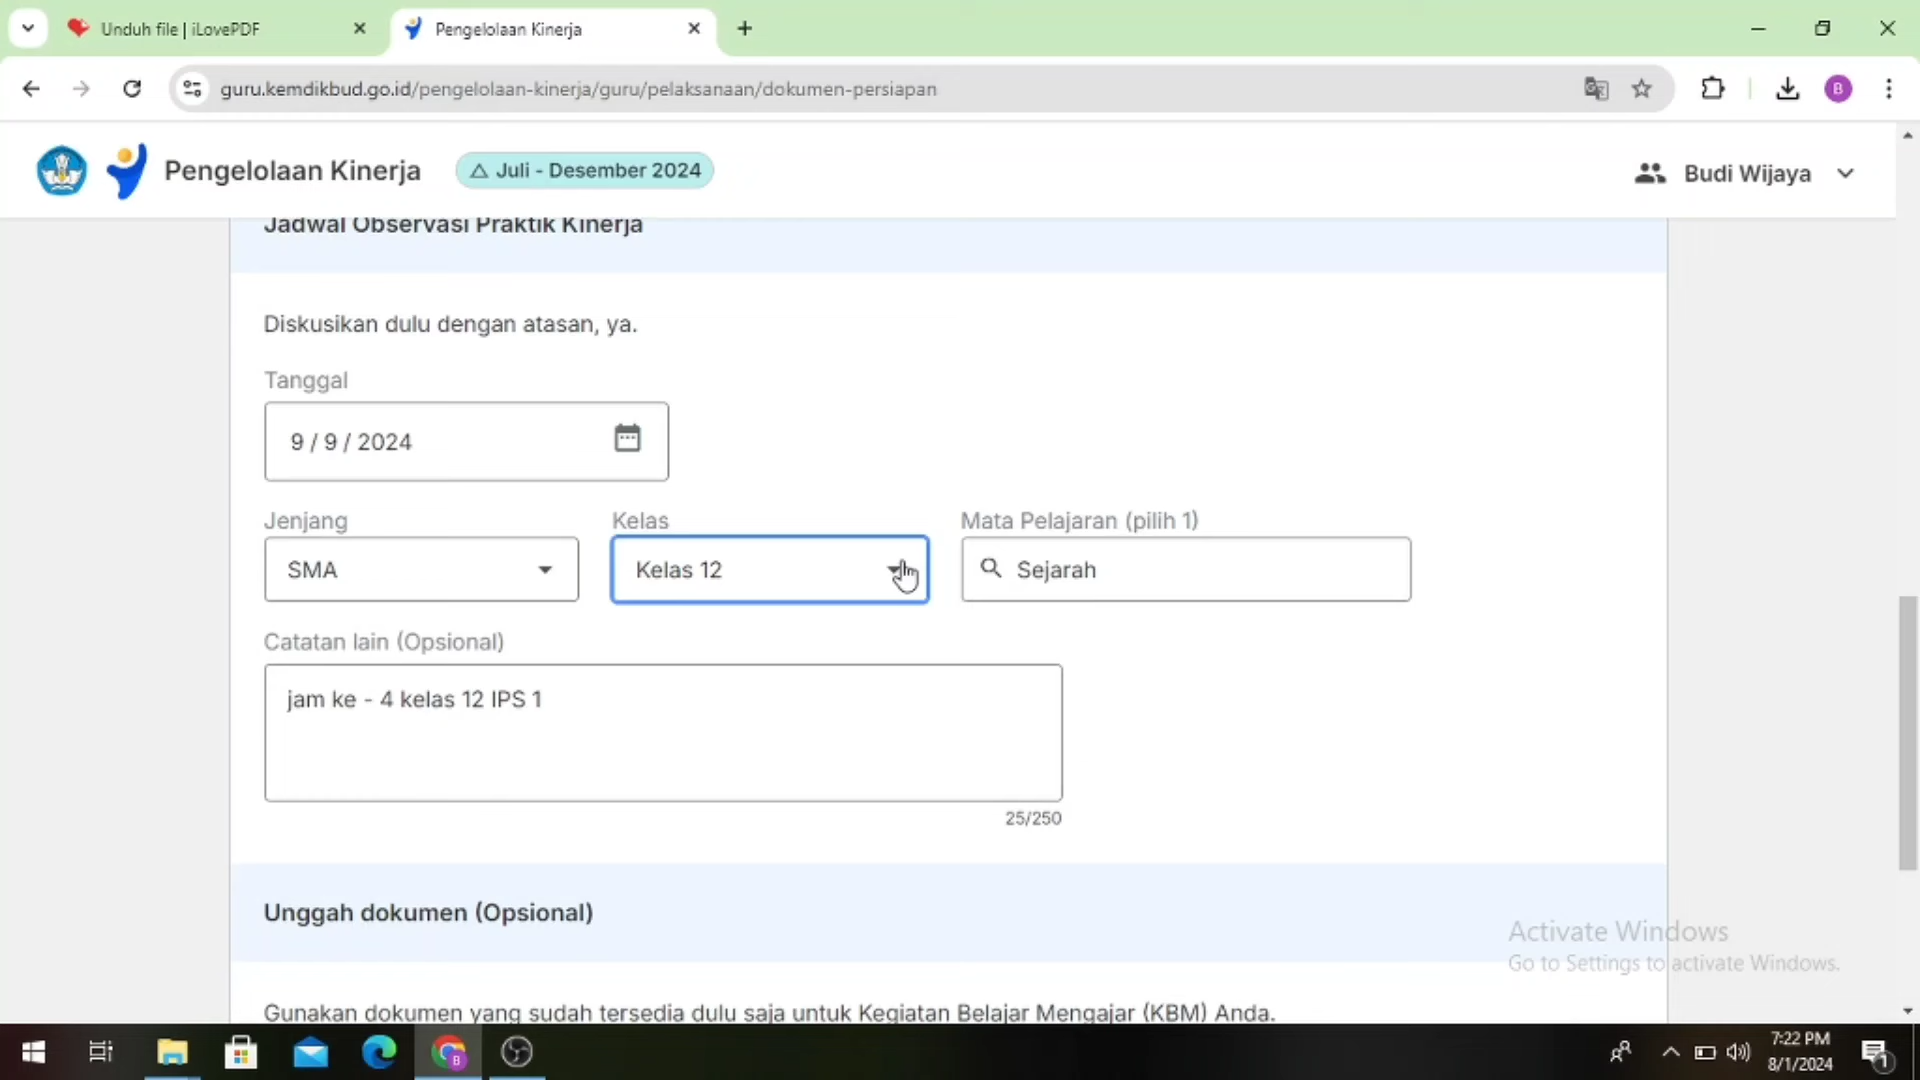 Unduh file | iLovePDF
Pengelolaan Kinerja
guru.kemdikbud.go.id/pengelolaan-kinerja/guru/pelaksanaan/dokumen-persiapan
B
Pengelolaan Kinerja
Juli - Desember 2024
Budi Wijaya
Jadwal Observasi Praktik Kinerja
Diskusikan dulu dengan atasan, ya.
Tanggal
9 / 9 / 2024
Jenjang Kelas Mata Pelajaran (pilih 1)
SMA Kelas 12 Sejarah
Catatan lain (Opsional)
jam ke - 4 kelas 12 IPS 1
25/250
Unggah dokumen (Opsional)
Activate Windows
Go to Settings to activate Windows.
Gunakan dokumen yang sudah tersedia dulu saja untuk Kegiatan Belajar Mengajar (KBM) Anda.
B
7:22 PM
8/1/2024
1